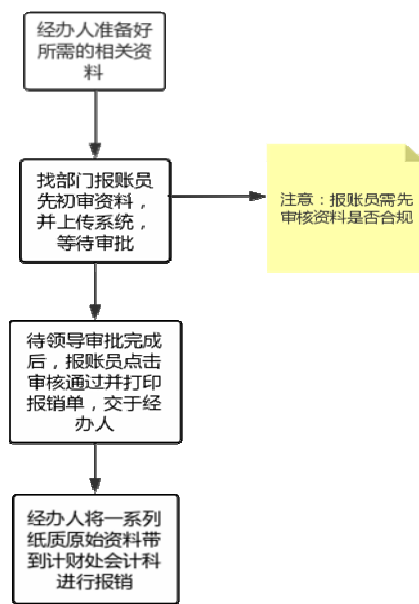 经办人准备好
所需的相关资
料
找部门报账员
先初审资料，
并上传系统，
等待审批
注意：报账员需先
审核资料是否合规
待领导审批完成
后，报账员点击
审核通过并打印
报销单，交于经
办人
经办人将一系列
纸质原始资料带
到计财处会计科
进行报销